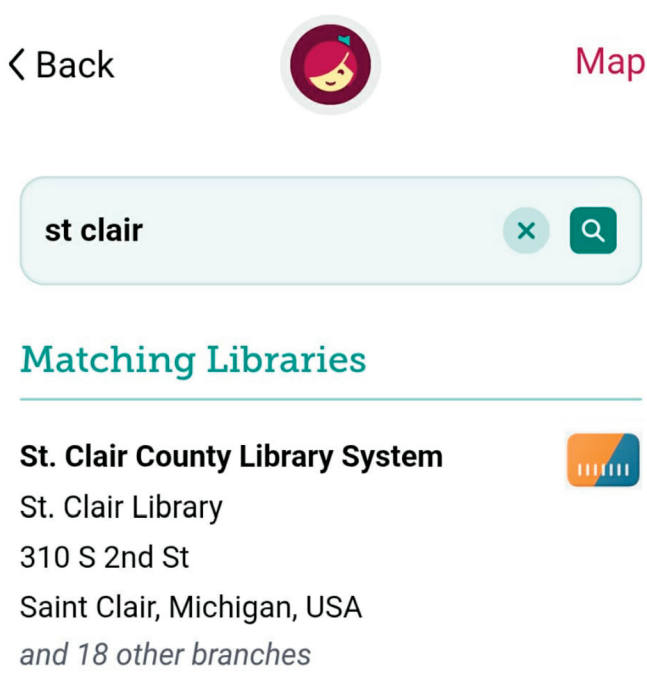 Back
Map
st clair
Matching Libraries
St. Clair County Library System
St. Clair Library
310 S 2nd St
Saint Clair, Michigan, USA
and 18 other branches